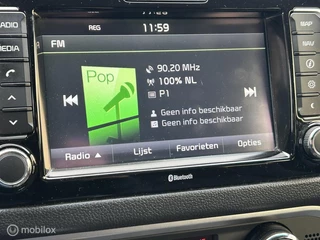 REG
11:59
RADIO
MEDIA
MAP
NAV
FM
Pop
90,20 MHz
100% NL
P1
Geen info beschikbaar
Geen info beschikbaar
Radio ▲ Lijst Favorieten Opties
Bluetooth
mobilox